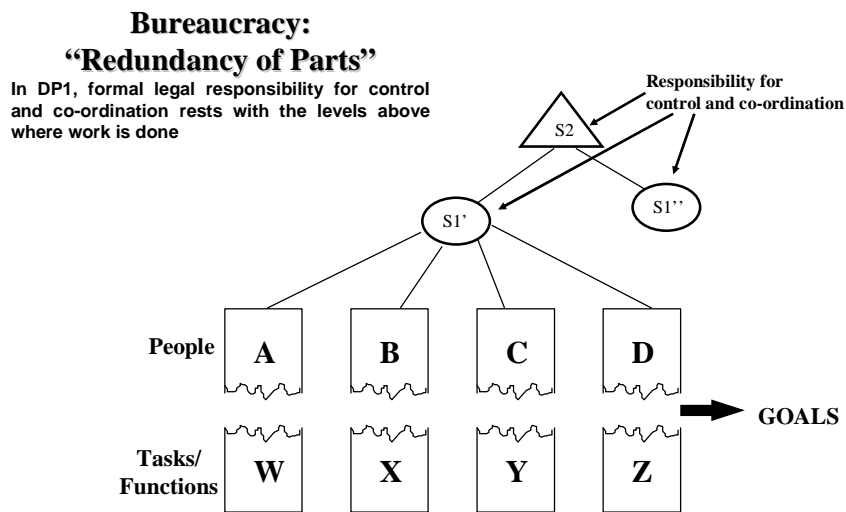 Bureaucracy:
“Redundancy of Parts”
In DP1, formal legal responsibility for control
and co-ordination rests with the levels above
where work is done
Responsibility for
control and co-ordination
S2
S1’
S1’’
People
A
B
C
D
GOALS
Tasks/
Functions
W
X
Y
Z